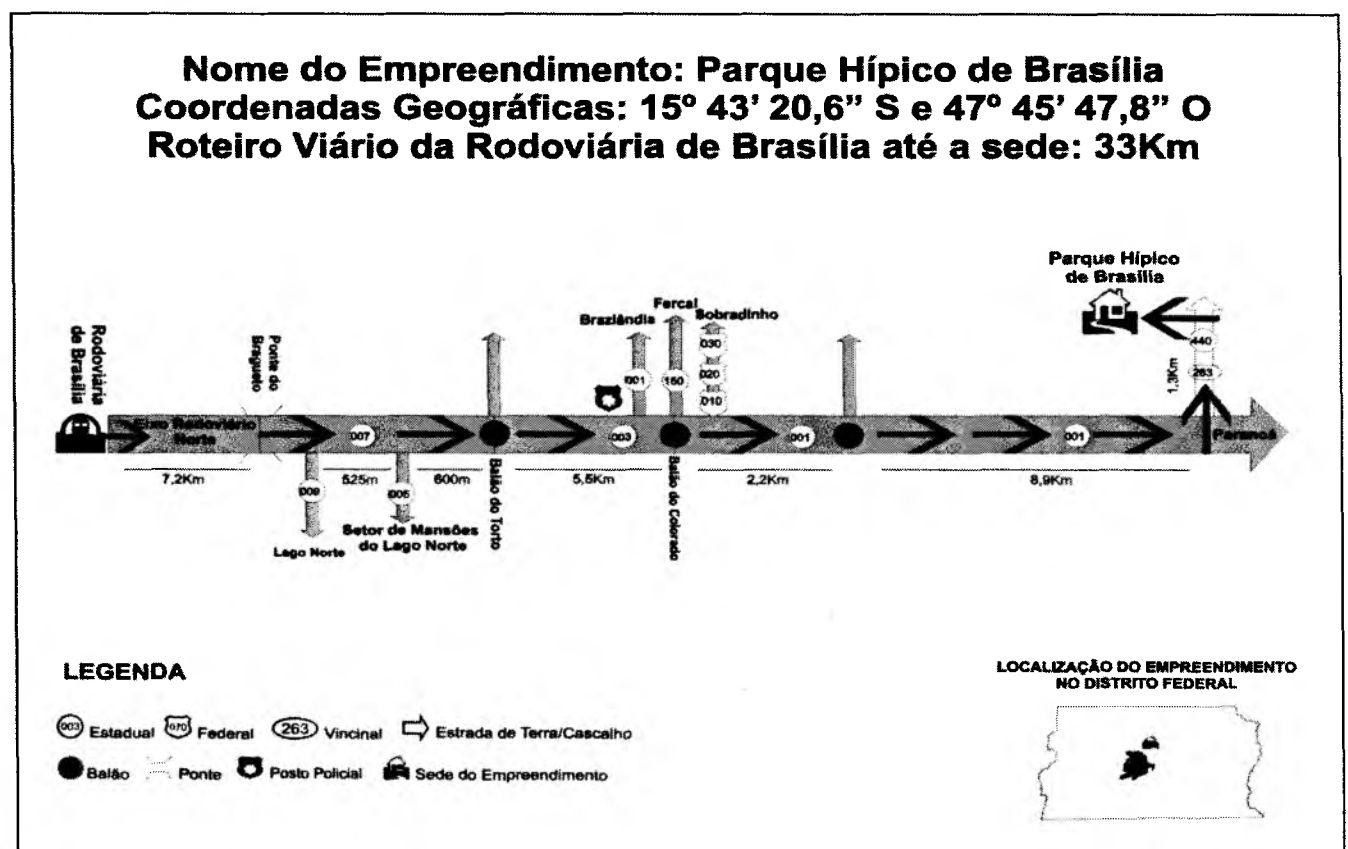 Nome do Empreendimento: Parque Hípico de Brasília
Coordenadas Geográficas: 15º 43' 20,6” S e 47º 45' 47,8” O
Roteiro Viário da Rodoviária de Brasília até a sede: 33Km
Parque Hípico
de Brasília
Fercal
Brazlândia
Sobradinho
Rodoviária
de Brasília
Ponte do
Bragueto
030
440
001
150
020
263
1,3Km
010
Eixo Rodoviário
Norte
007
003
001
001
Paranoá
7,2Km
525m
600m
5,5Km
2,2Km
8,9Km
009
005
Balão do Torto
Balão do Colorado
Setor de Mansões
do Lago Norte
Lago Norte
LEGENDA
LOCALIZAÇÃO DO EMPREENDIMENTO
NO DISTRITO FEDERAL
003 Estadual 070 Federal 263 Vincinal Estrada de Terra/Cascalho
Balão Ponte Posto Policial Sede do Empreendimento